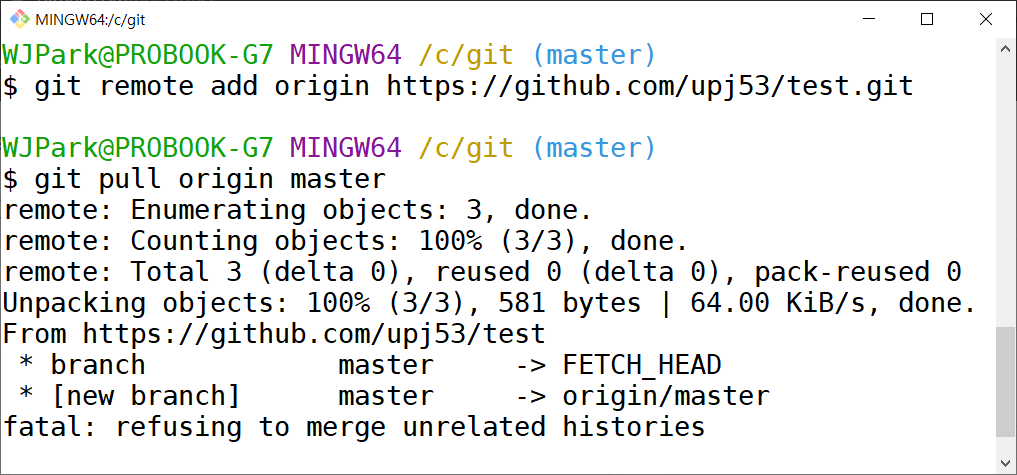 MINGW64:/c/git
WJPark@PROBOOK-G7 MINGW64 /c/git (master)
$ git remote add origin https://github.com/upj53/test.git
WJPark@PROBOOK-G7 MINGW64 /c/git (master)
$ git pull origin master
remote: Enumerating objects: 3, done.
remote: Counting objects: 100% (3/3), done.
remote: Total 3 (delta 0), reused 0 (delta 0), pack-reused 0
Unpacking objects: 100% (3/3), 581 bytes | 64.00 KiB/s, done.
From https://github.com/upj53/test
 * branch            master     -> FETCH_HEAD
 * [new branch]      master     -> origin/master
fatal: refusing to merge unrelated histories